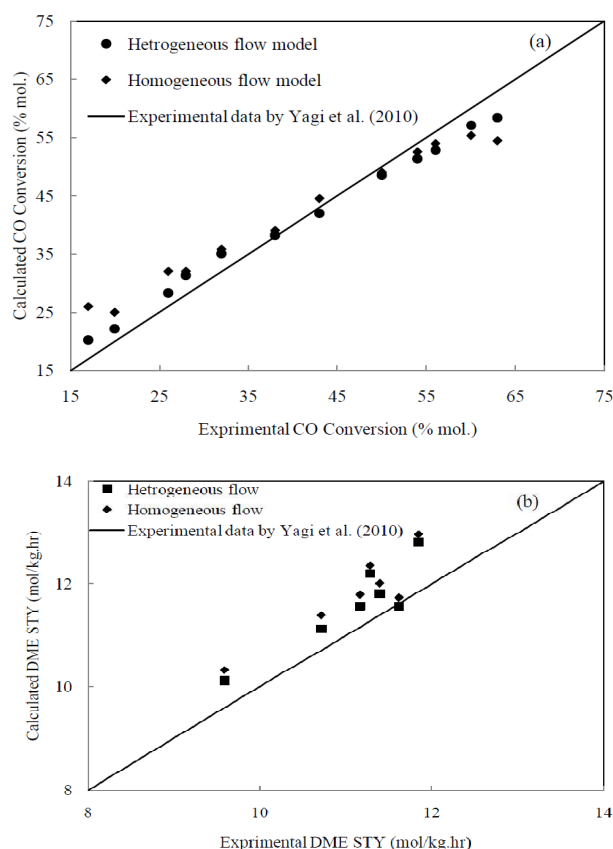 75
65
55
45
35
25
15
Calculated CO Conversion (% mol.)
(a)
Hetrogeneous flow model
Homogeneous flow model
Experimental data by Yagi et al. (2010)
15 25 35 45 55 65 75
Exprimental CO Conversion (% mol.)
14
12
10
8
Calculated DME STY (mol/kg.hr)
(b)
Hetrogeneous flow
Homogeneous flow
Experimental data by Yagi et al. (2010)
8 10 12 14
Exprimental DME STY (mol/kg.hr)